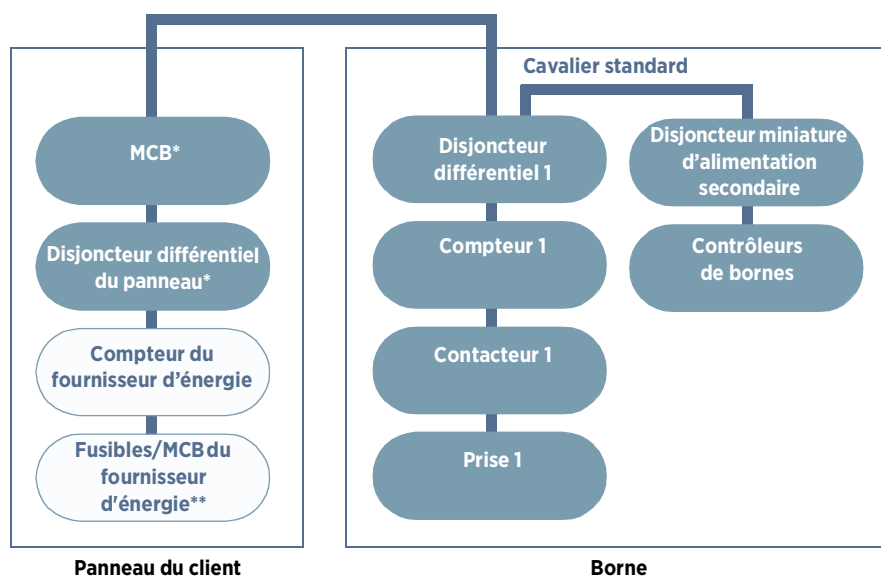 MCB*
Disjoncteur différentiel
du panneau*
Compteur du
fournisseur d'énergie
Fusibles/MCB du
fournisseur
d'énergie**
Panneau du client
Cavalier standard
Disjoncteur
différentiel 1
Compteur 1
Contacteur 1
Prise 1
Disjoncteur miniature
d'alimentation
secondaire
Contrôleurs
de bornes
Borne